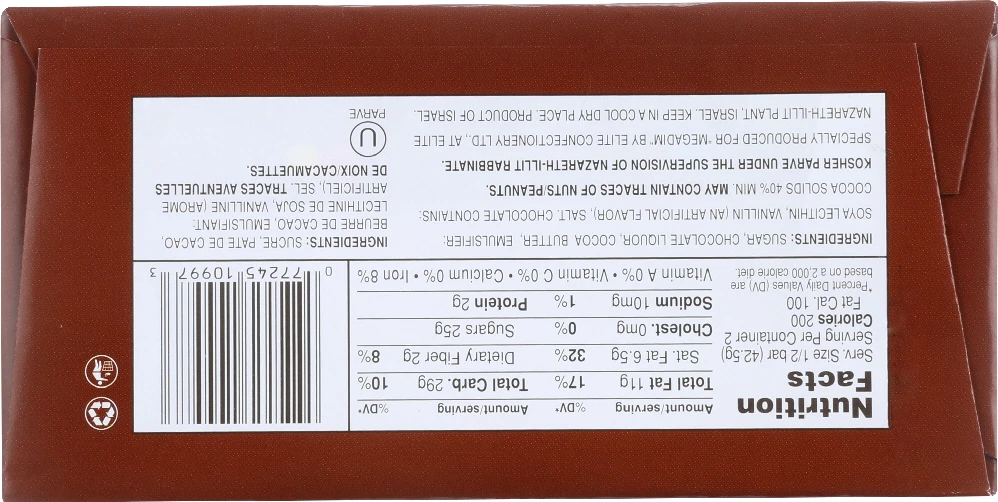 Nutrition
Facts
Serv. Size 1/2 bar (42.5g)
Serving Per Container 2
Calories 200
Fat Cal. 100
*Percent Daily Values (DV) are
based on a 2,000 calorie diet.
Amount/serving %DV* Amount/serving %DV*
Total Fat 11g 17% Total Carb. 29g 10%
Sat. Fat 6.5g 32% Dietary Fiber 2g 8%
Cholest. 0mg 0% Sugars 25g
Sodium 10mg 1% Protein 2g
Vitamin A 0% • Vitamin C 0% • Calcium 0% • Iron 8%
0 77245 10997 3
INGREDIENTS: SUGAR, CHOCOLATE LIQUOR, COCOA BUTTER, EMULSIFIER:
SOYA LECITHIN, VANILLIN (AN ARTIFICIAL FLAVOR), SALT. CHOCOLATE CONTAINS:
COCOA SOLIDS MIN. 40% MAY CONTAIN TRACES OF NUTS/PEANUTS.
KOSHER PARVE UNDER THE SUPERVISION OF NAZARETH-ILLIT RABBINATE.
SPECIALLY PRODUCED FOR "MEGADIM" BY ELITE CONFECTIONERY LTD., AT ELITE
NAZARETH-ILLIT PLANT, ISRAEL. KEEP IN A COOL DRY PLACE. PRODUCT OF ISRAEL.
INGREDIENTS: SUCRE, PATE DE CACAO,
BEURRE DE CACAO, EMULSIFIANT:
LECITHINE DE SOJA, VANILLINE (AROME
ARTIFICIEL), SEL. TRACES AVENTUELLES
DE NOIX/CACAMUETTES.
U
PARVE